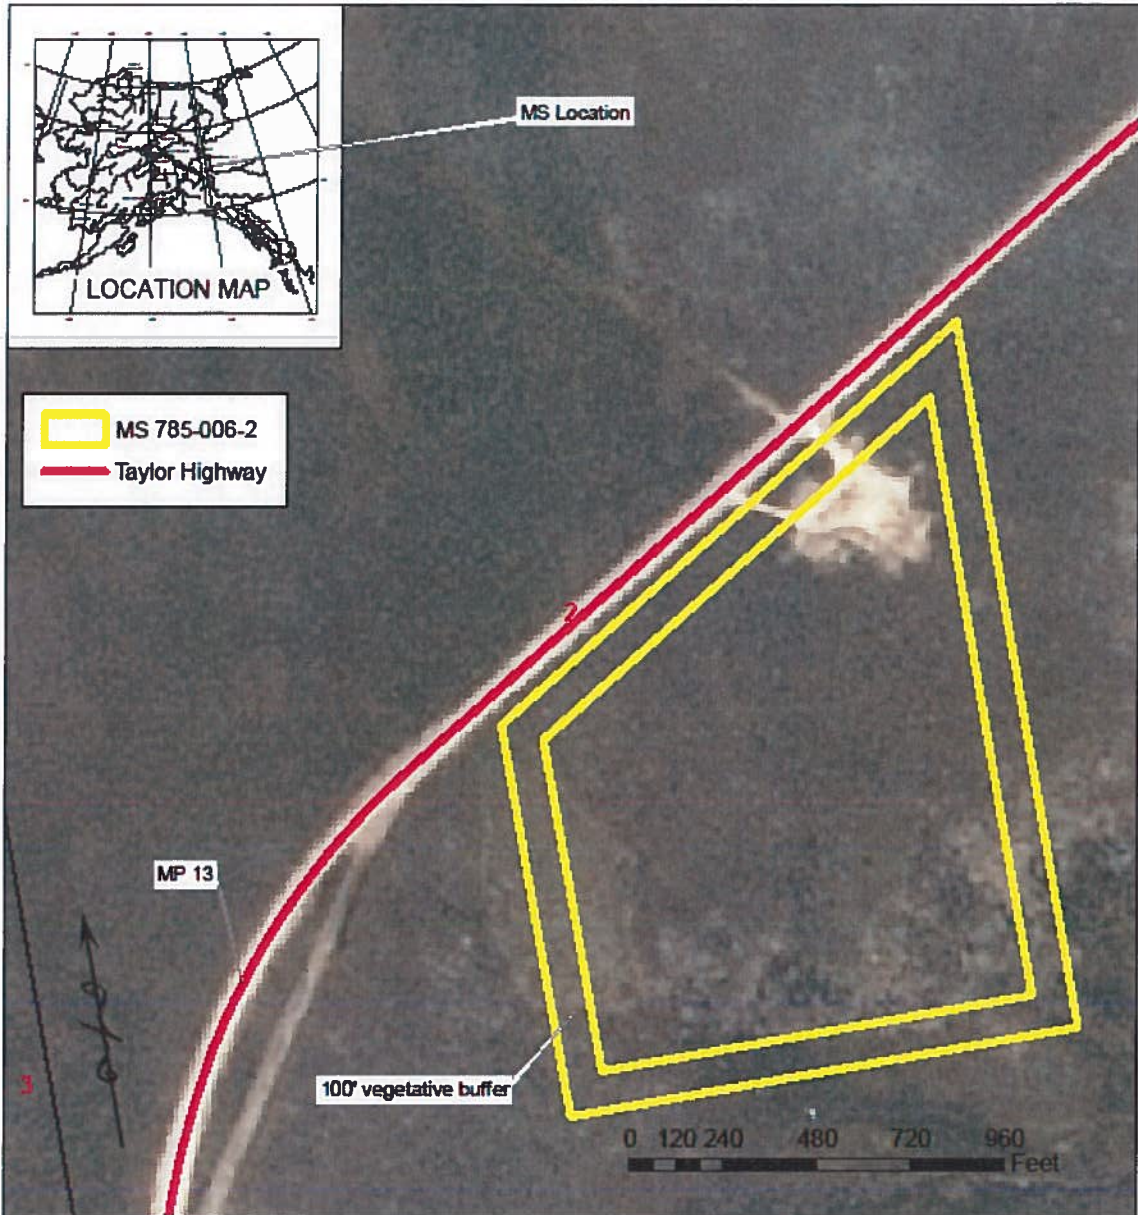 MS Location
LOCATION MAP
MS 785-006-2
Taylor Highway
2
MP 13
3
100' vegetative buffer
0 120 240 480 720 960
Feet